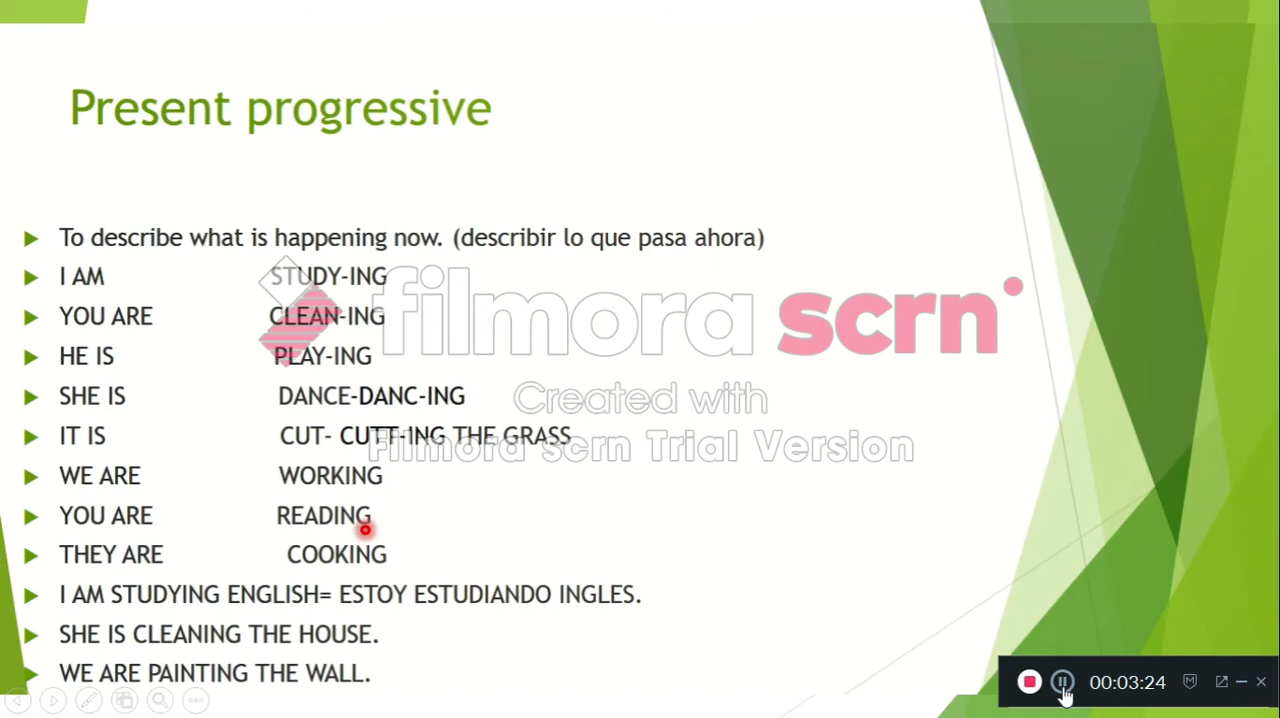 Present progressive
To describe what is happening now. (describir lo que pasa ahora)
I AM STUDY-ING
YOU ARE CLEAN-ING
HE IS PLAY-ING
SHE IS DANCE-DANC-ING
IT IS CUT- CUTT-ING THE GRASS
WE ARE WORKING
YOU ARE READING
THEY ARE COOKING
I AM STUDYING ENGLISH= ESTOY ESTUDIANDO INGLES.
SHE IS CLEANING THE HOUSE.
WE ARE PAINTING THE WALL.
filmora scrn
Created with
Filmora scrn Trial Version
00:03:24